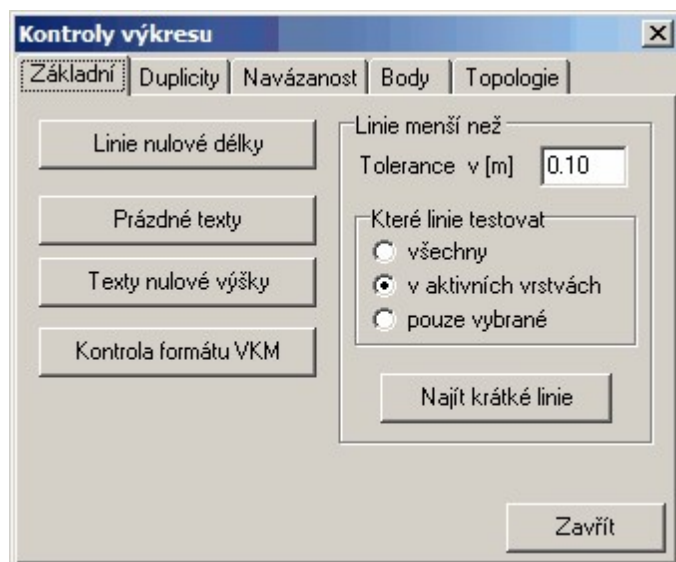 Kontroly výkresu
Základní Duplicity Navázanost Body Topologie
Linie nulové délky
Prázdné texty
Texty nulové výšky
Kontrola formátu VKM
Linie menší než
Tolerance v [m] 0.10
Které linie testovat
všechny
v aktivních vrstvách
pouze vybrané
Najít krátké linie
Zavřít